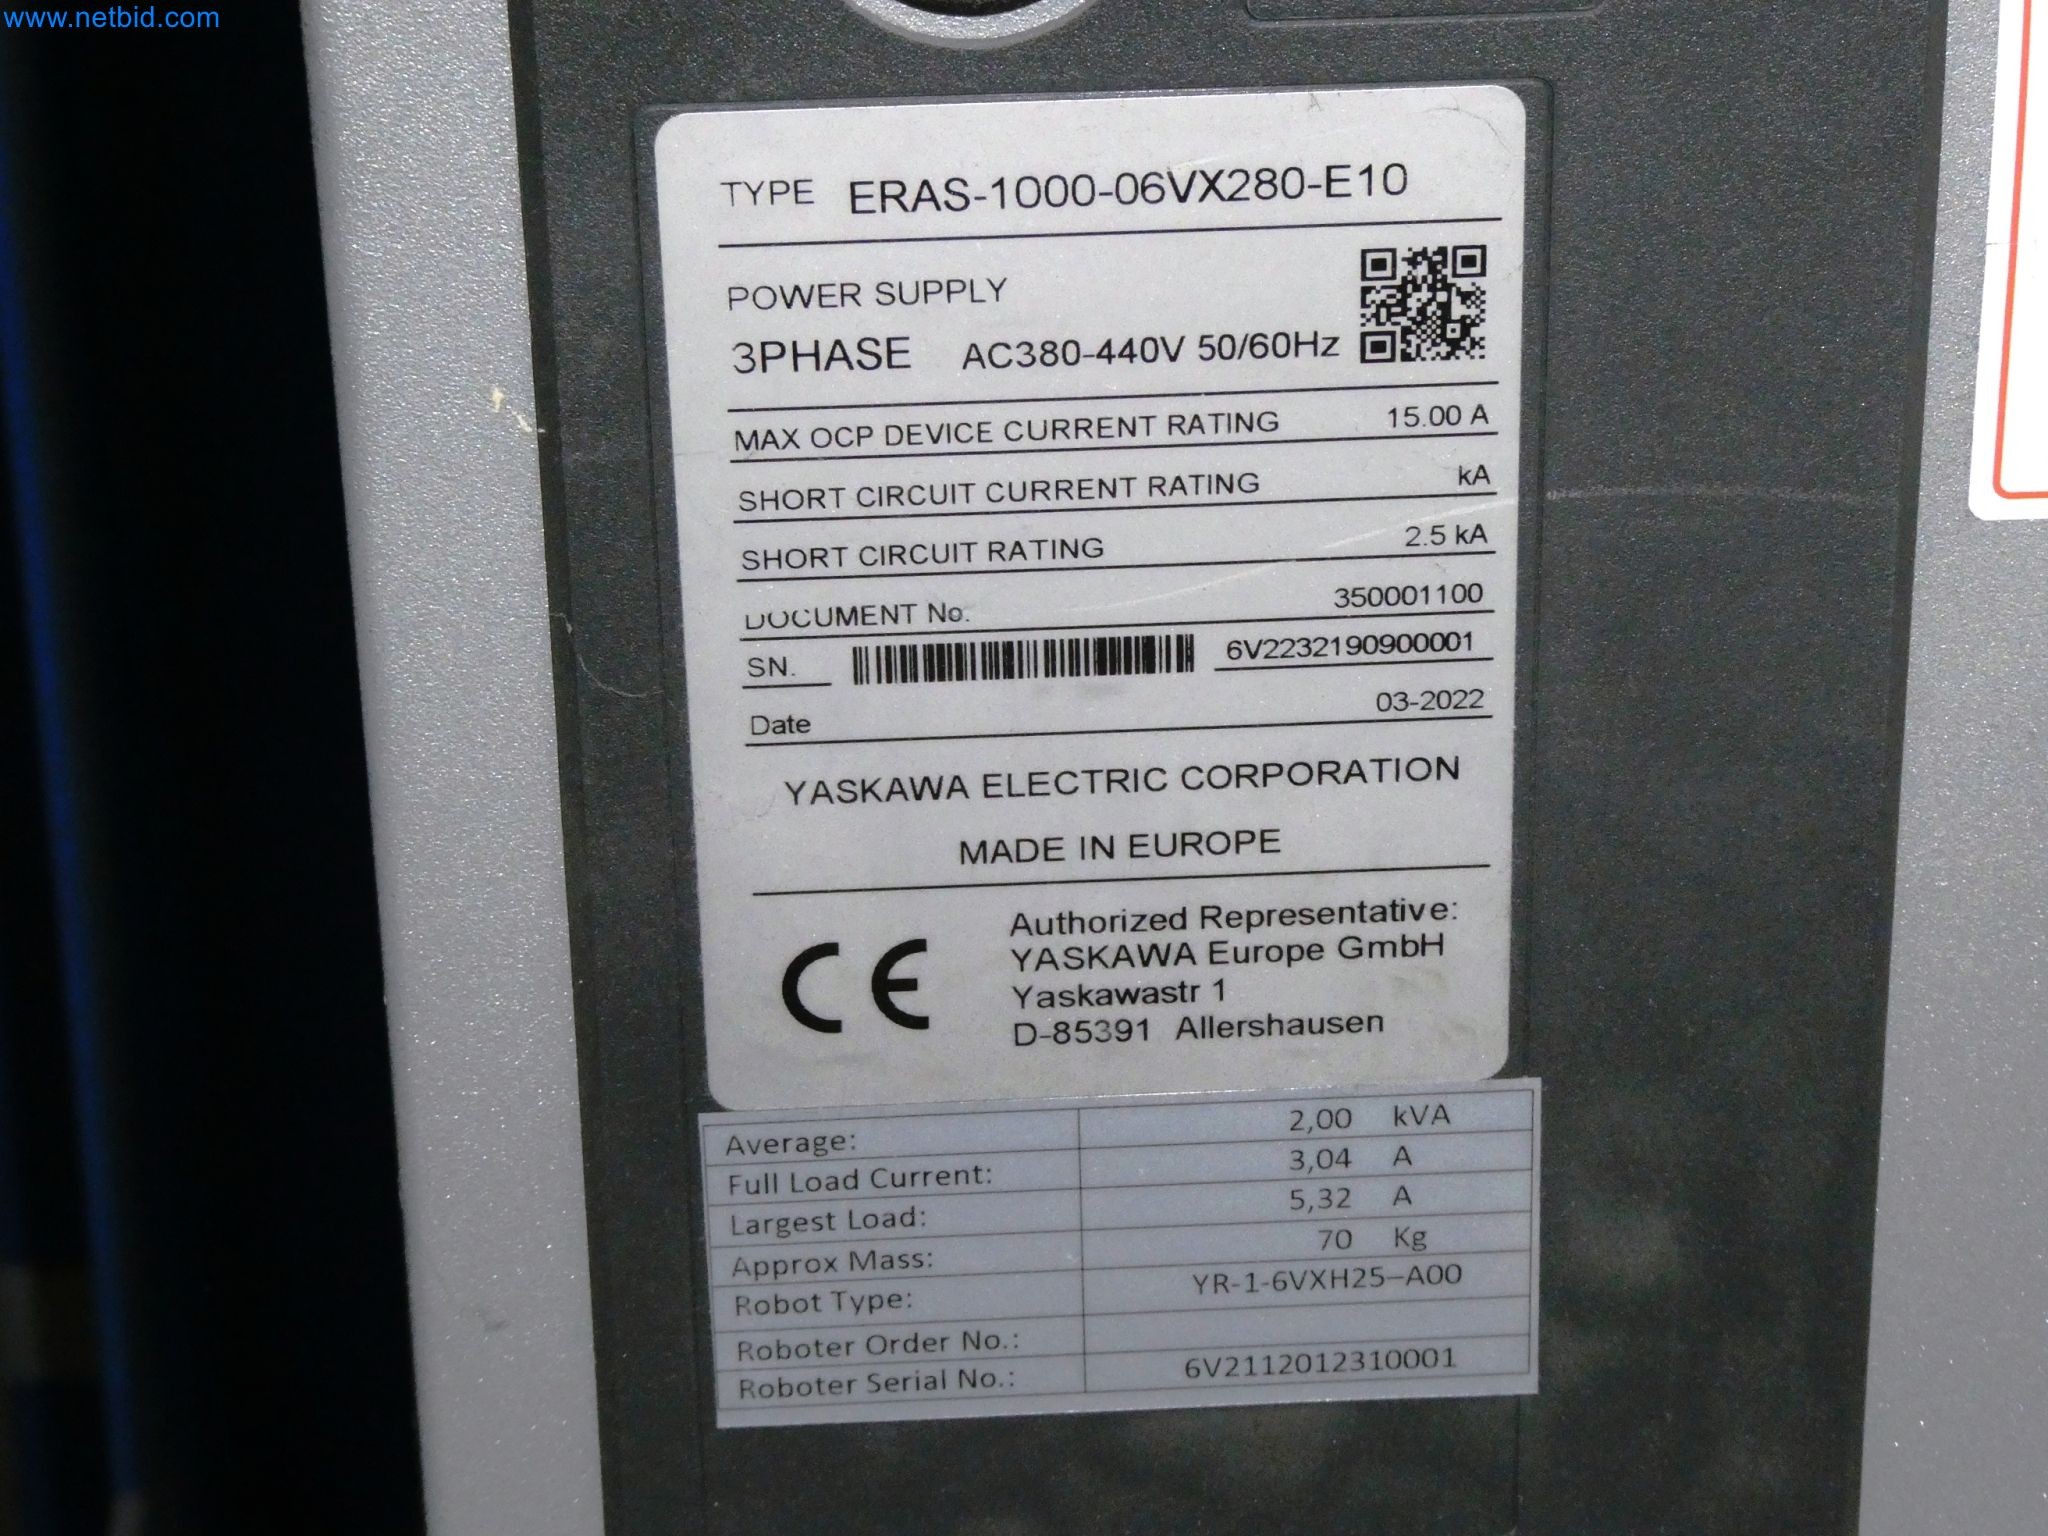 www.netbid.com
TYPE ERAS-1000-06VX280-E10
POWER SUPPLY
3PHASE AC380-440V 50/60Hz
MAX OCP DEVICE CURRENT RATING 15.00 A
SHORT CIRCUIT CURRENT RATING kA
SHORT CIRCUIT RATING 2.5 kA
DOCUMENT No. 350001100
SN. 6V2232190900001
Date 03-2022
YASKAWA ELECTRIC CORPORATION
MADE IN EUROPE
CE
Authorized Representative:
YASKAWA Europe GmbH
Yaskawastr 1
D-85391 Allershausen
Average: 2,00 kVA
Full Load Current: 3,04 A
Largest Load: 5,32 A
Approx Mass: 70 Kg
Robot Type: YR-1-6VXH25-A00
Roboter Order No.:
Roboter Serial No.: 6V2112012310001